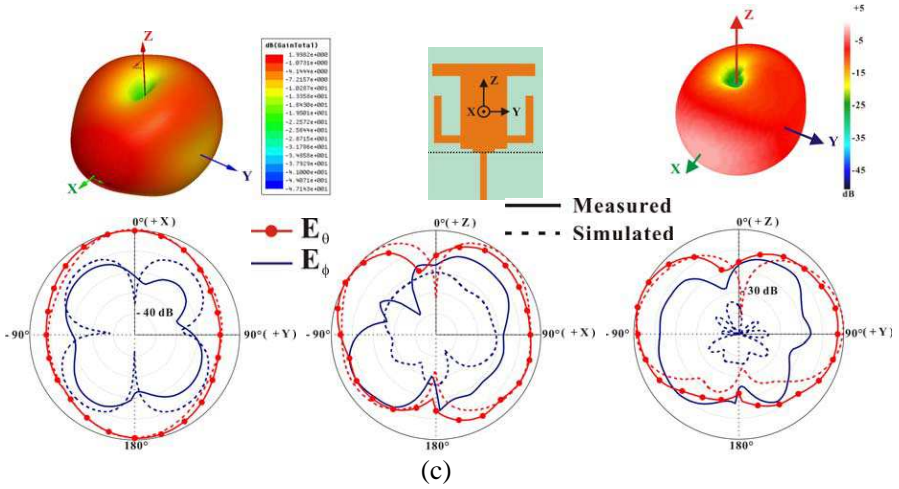 Z
X
Y
dB(GainTotal)
1.9982e+000
-1.0731e+000
-4.1444e+000
-7.2157e+000
-1.0287e+001
-1.3358e+001
-1.6430e+001
-1.9501e+001
-2.2572e+001
-2.5644e+001
-2.8715e+001
-3.1786e+001
-3.4858e+001
-3.7929e+001
-4.1000e+001
-4.4071e+001
-4.7143e+001
Z
X
Y
Z
X
Y
+5
-5
-15
-25
-35
-45
dB
Eθ
Eϕ
Measured
Simulated
0°(+X)
-90°
90°(+Y)
-40 dB
180°
0°(+Z)
90°(+X)
180°
0°(+Z)
-90°
90°(+Y)
-30 dB
180°
(c)